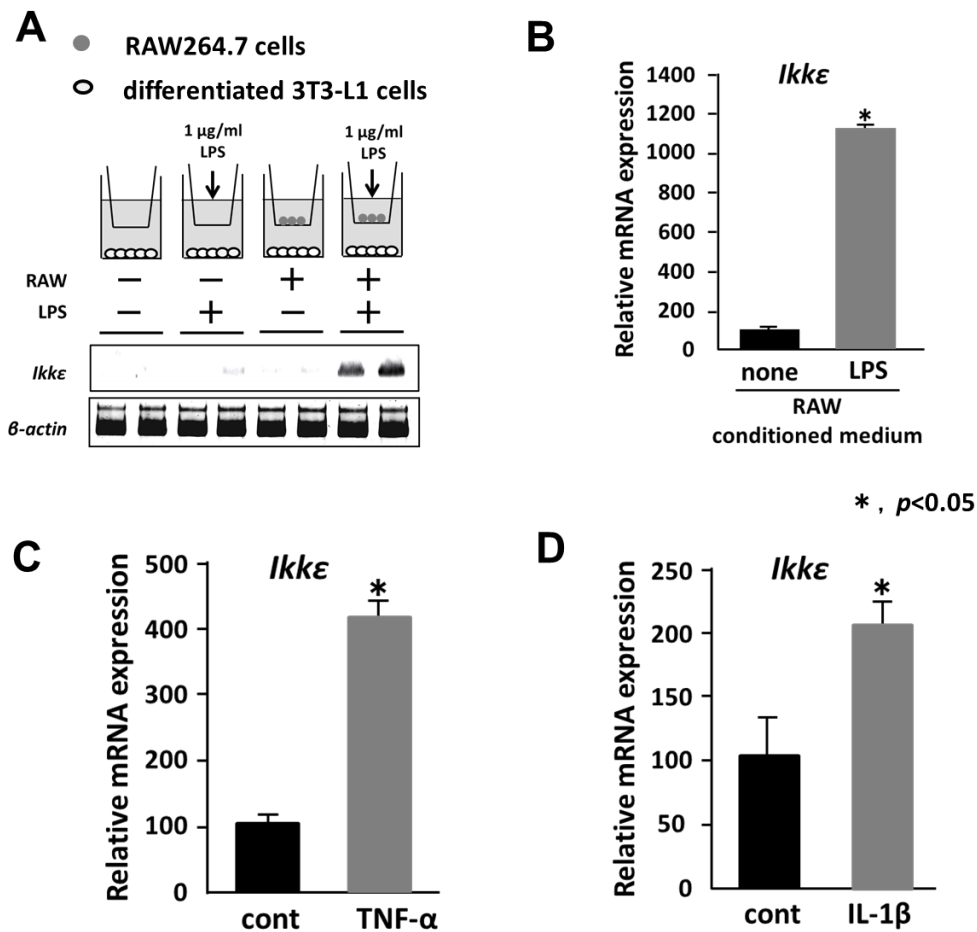 A
RAW264.7 cells
differentiated 3T3-L1 cells
1 μg/ml
LPS
1 μg/ml
LPS
RAW − − + +
LPS − + − +
Ikkε
β-actin
B
Ikkε
Relative mRNA expression
1400
1200
1000
800
600
400
200
0
*
none LPS
RAW
conditioned medium
* , p<0.05
C
Ikkε
Relative mRNA expression
500
400
300
200
100
0
*
cont TNF-α
D
Ikkε
Relative mRNA expression
250
200
150
100
50
0
*
cont IL-1β